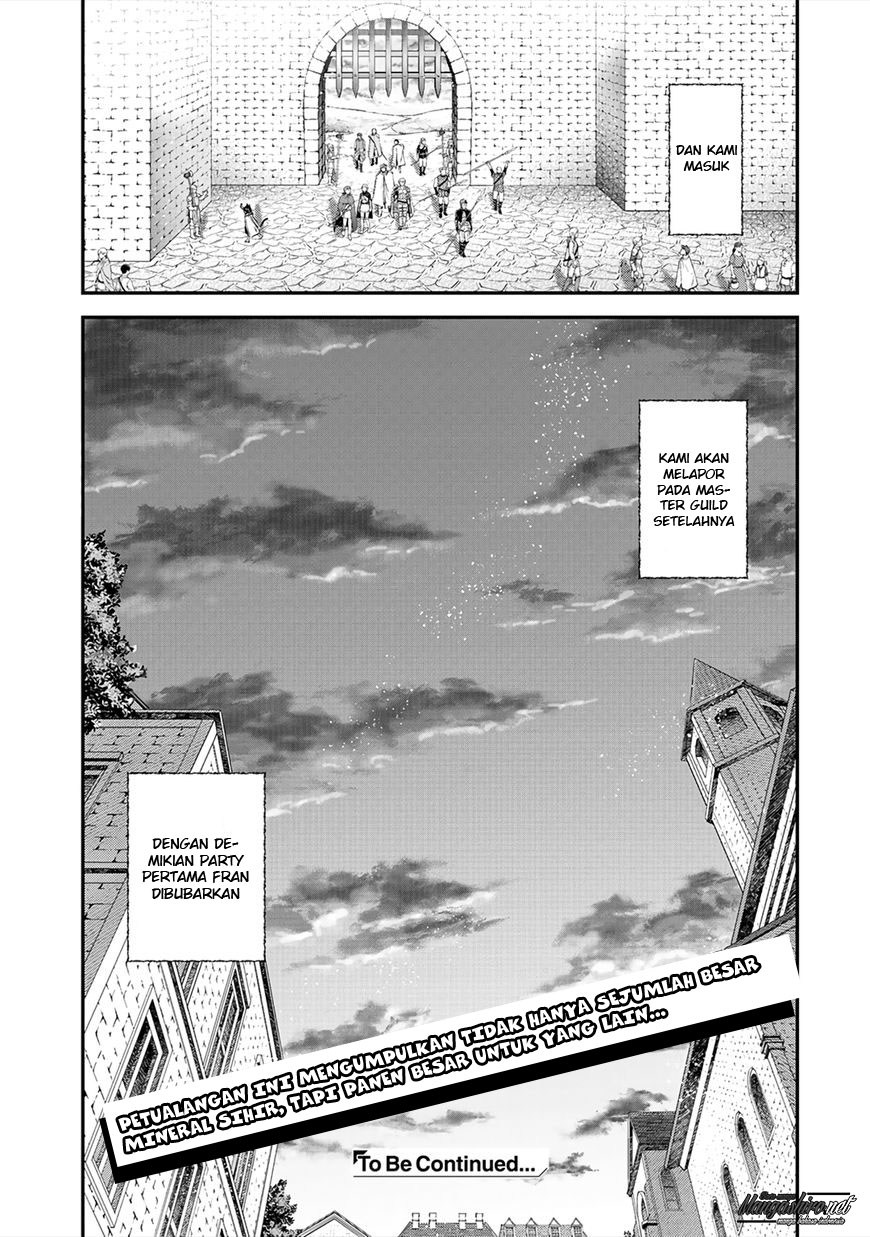 DAN KAMI
MASUK
KAMI AKAN
MELAPOR
PADA MAS-
TER GUILD
SETELAHNYA
DENGAN DE-
MIKIAN PARTY
PERTAMA FRAN
DIBUBARKAN
PETUALANGAN INI MENGUMPULKAN TIDAK HANYA SEJUMLAH BESAR
MINERAL SIHIR, TAPI PANEN BESAR UNTUK YANG LAIN...
To Be Continued...
Mangashiro.net